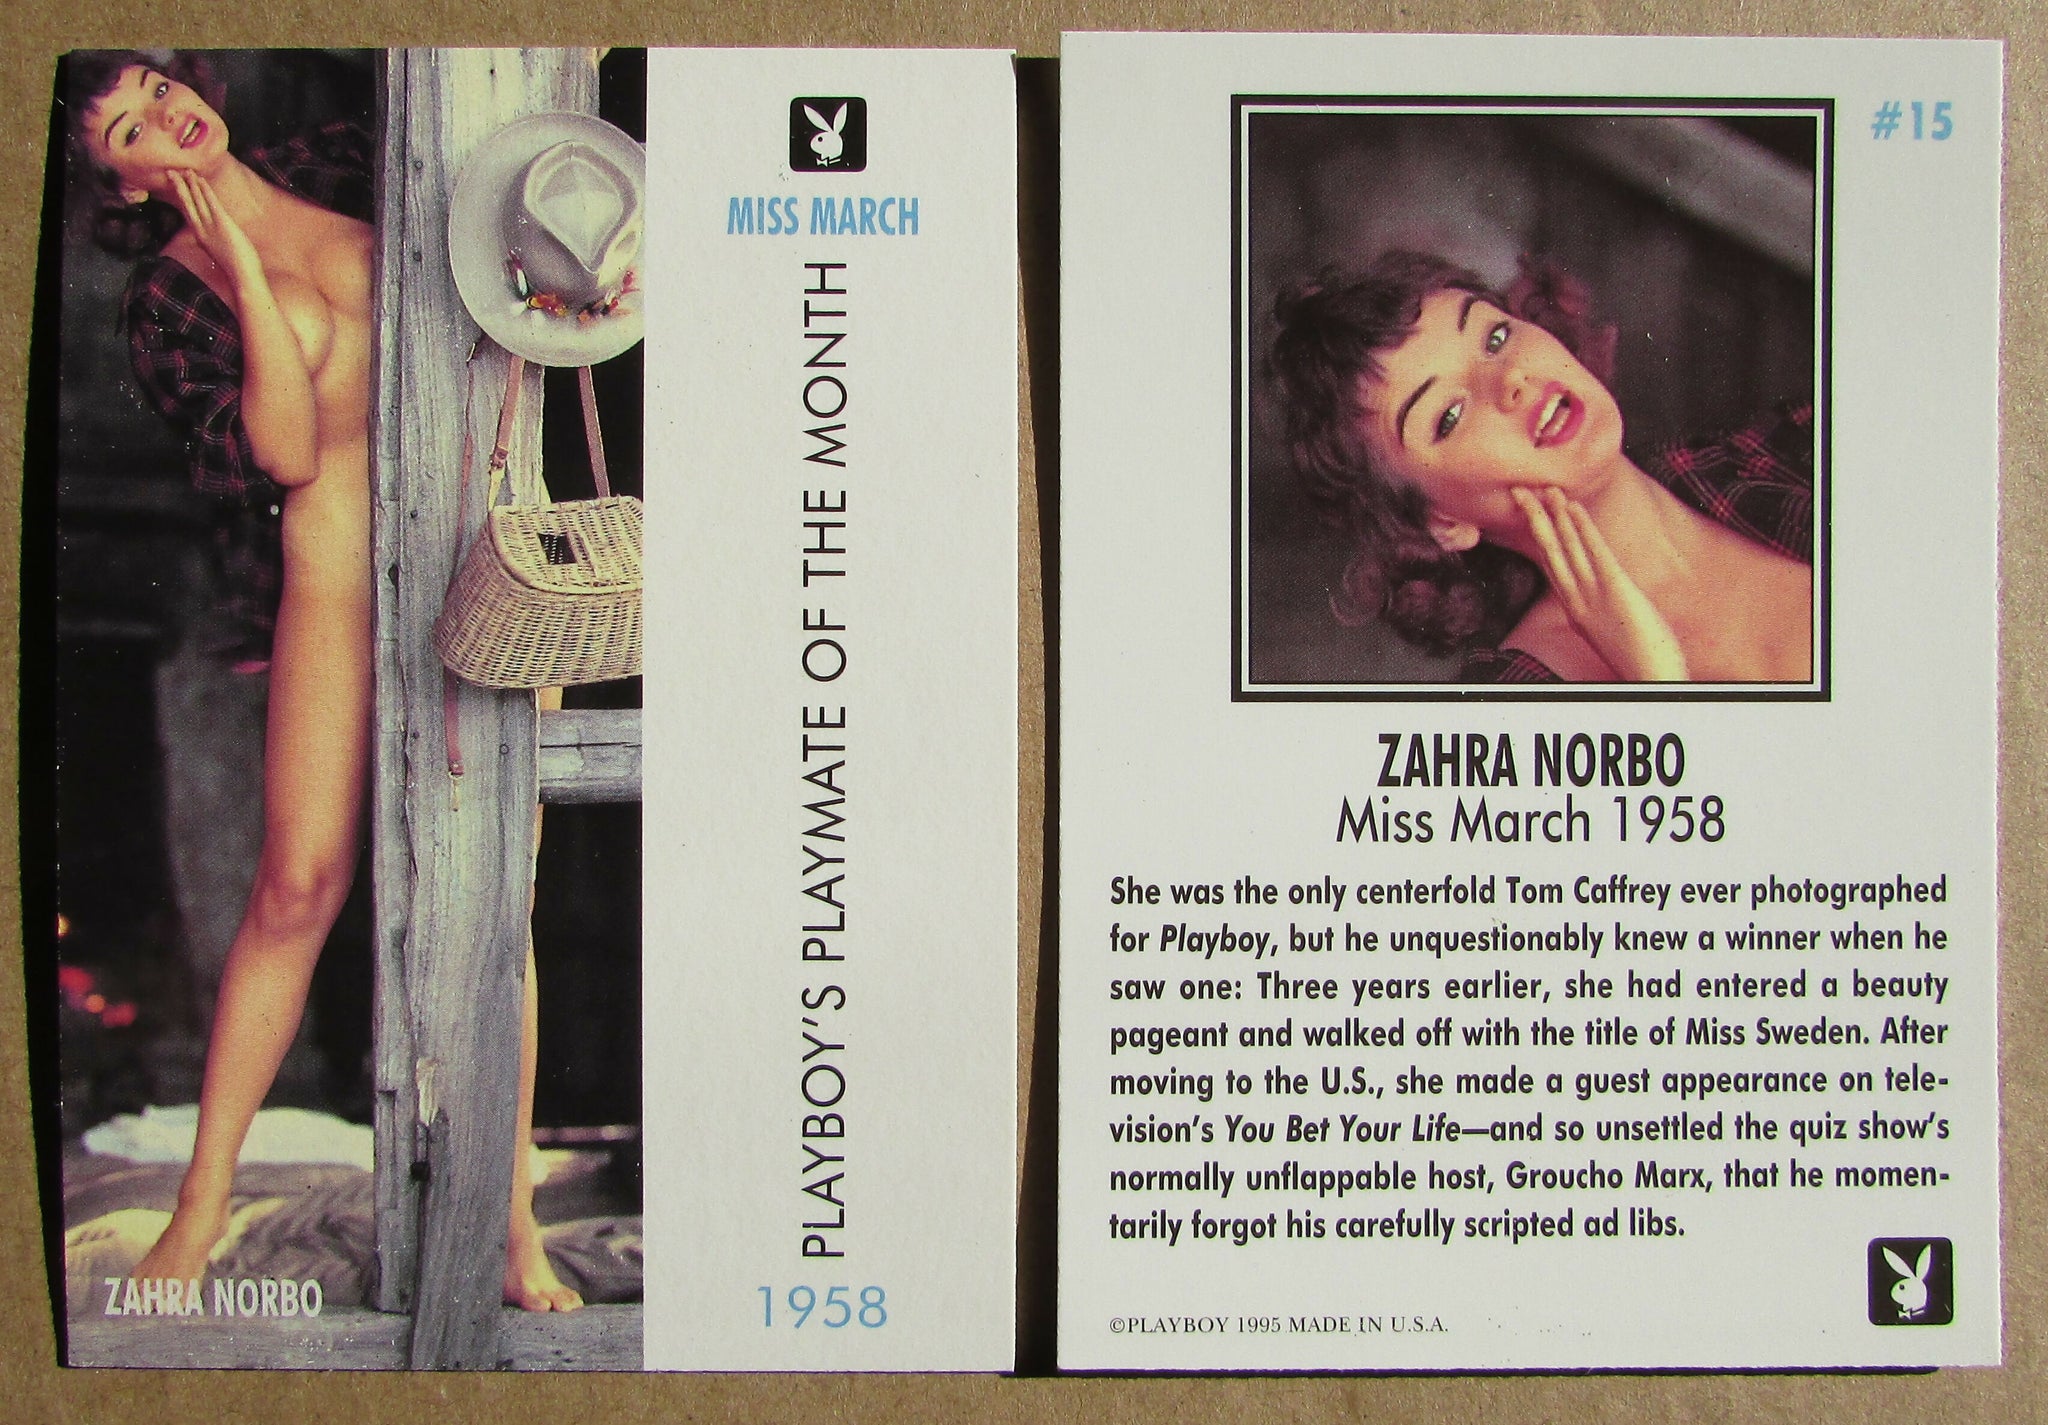 MISS MARCH
PLAYBOY'S PLAYMATE OF THE MONTH
1958
ZAHRA NORBO
#15
ZAHRA NORBO
Miss March 1958
She was the only centerfold Tom Caffrey ever photographed
for Playboy, but he unquestionably knew a winner when he
saw one: Three years earlier, she had entered a beauty
pageant and walked off with the title of Miss Sweden. After
moving to the U.S., she made a guest appearance on tele-
vision's You Bet Your Life—and so unsettled the quiz show's
normally unflappable host, Groucho Marx, that he momen-
tarily forgot his carefully scripted ad libs.
©PLAYBOY 1995 MADE IN U.S.A.